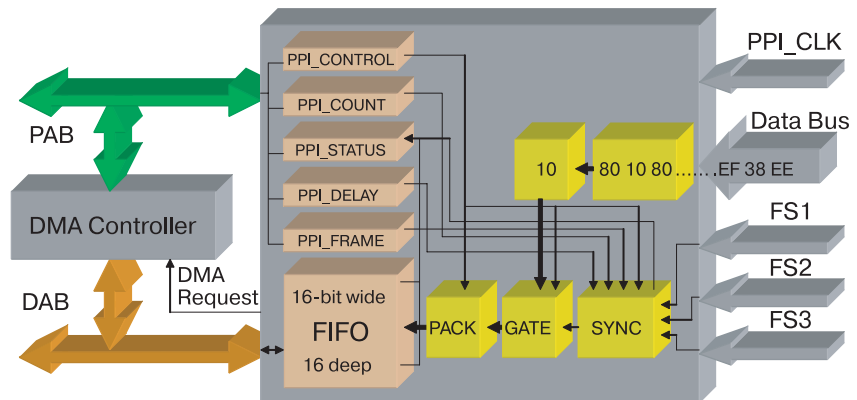 PPI_CONTROL
PPI_CLK
PPI_COUNT
PAB
Data Bus
PPI_STATUS
10
80 10 80.......EF 38 EE
PPI_DELAY
DMA Controller
FS1
PPI_FRAME
DMA
Request
FS2
DAB
16-bit wide
FIFO
16 deep
PACK
GATE
SYNC
FS3